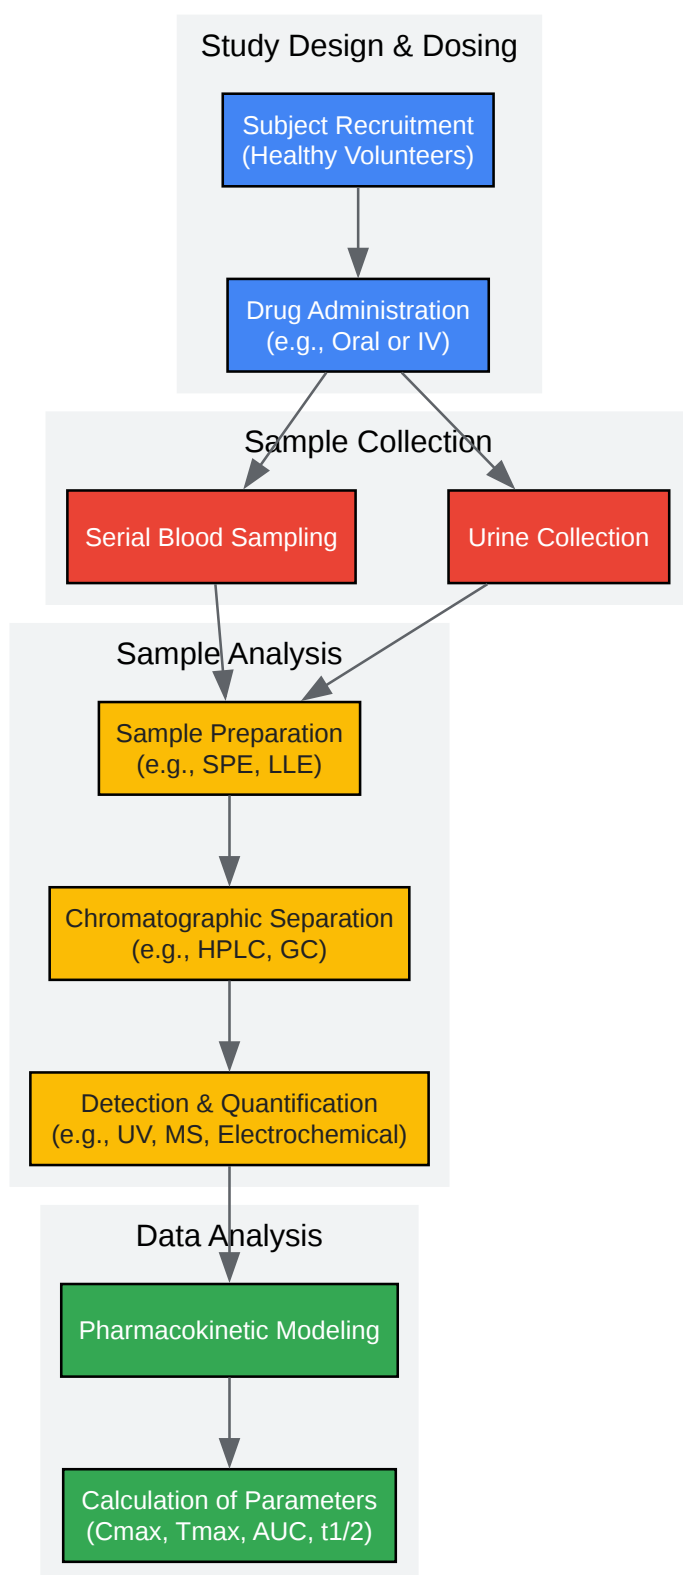 Study Design & Dosing
Subject Recruitment
(Healthy Volunteers)
Drug Administration
(e.g., Oral or IV)
Sample Collection
Serial Blood Sampling
Urine Collection
Sample Analysis
Sample Preparation
(e.g., SPE, LLE)
Chromatographic Separation
(e.g., HPLC, GC)
Detection & Quantification
(e.g., UV, MS, Electrochemical)
Data Analysis
Pharmacokinetic Modeling
Calculation of Parameters
(Cmax, Tmax, AUC, t1/2)